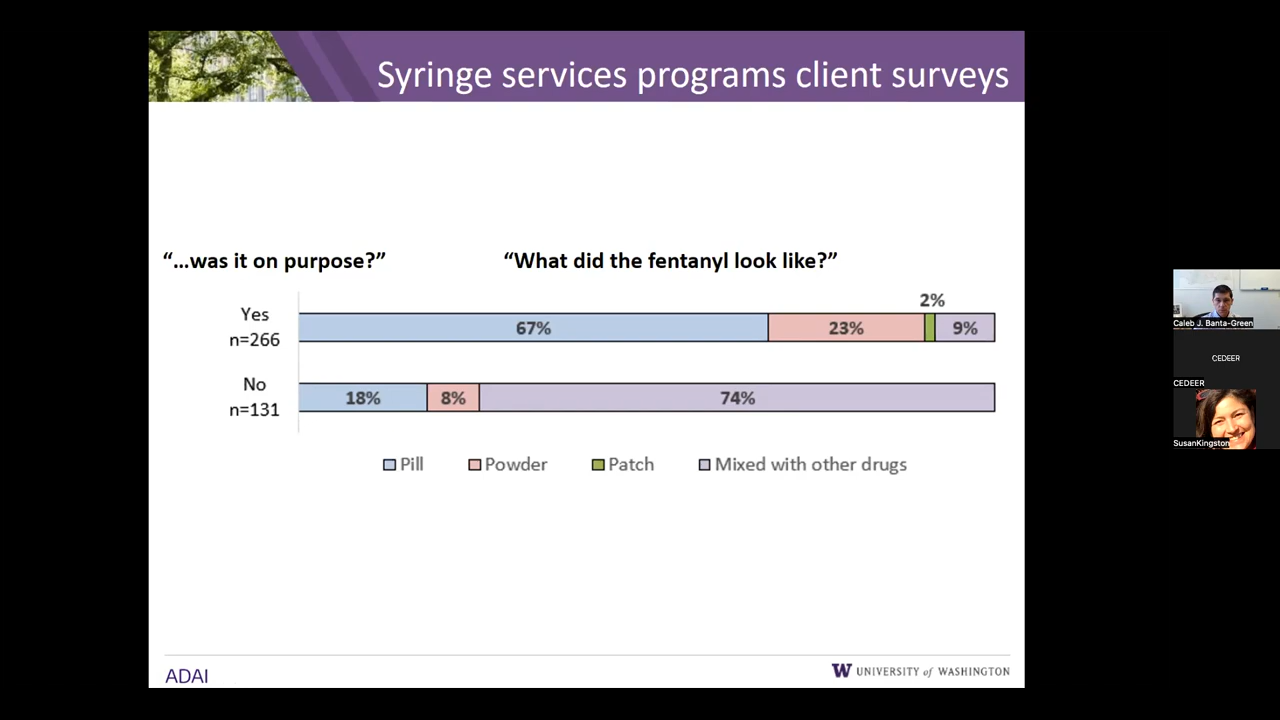 Syringe services programs client surveys
“...was it on purpose?”
“What did the fentanyl look like?”
2%
Yes
n=266
67%
23%
9%
No
n=131
18%
8%
74%
Pill
Powder
Patch
Mixed with other drugs
ADAI
W UNIVERSITY of WASHINGTON
Caleb J. Banta-Green
CEDEER
CEDEER
SusanKingston